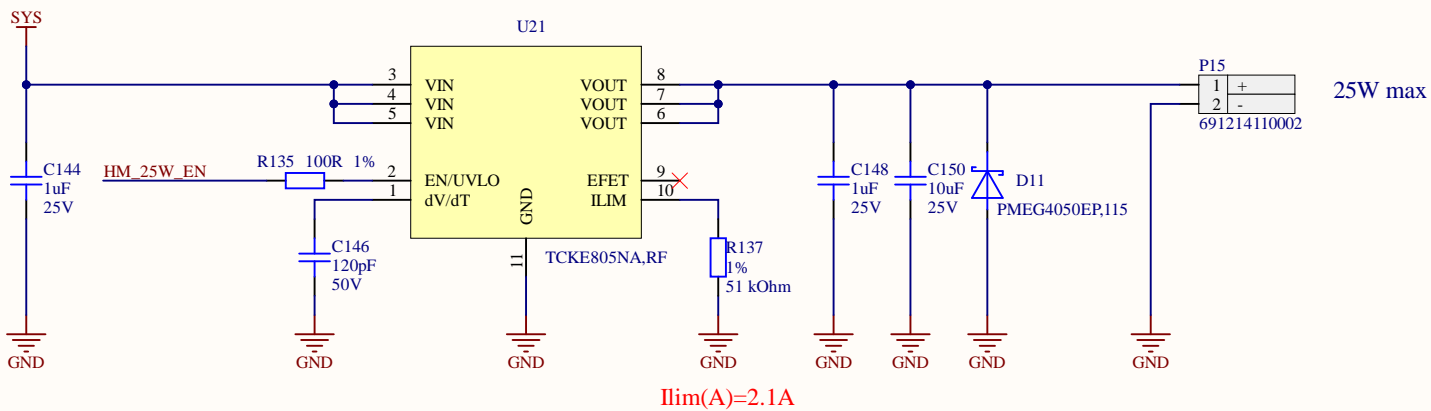 SYS
U21
P15
3
VIN
VOUT
8
1
+
25W max
4
VIN
VOUT
7
2
-
5
VIN
VOUT
6
691214110002
C144
1uF
25V
HM_25W_EN
R135 100R 1%
2
EN/UVLO
EFET
9
1
dV/dT
ILIM
10
GND
11
C148
1uF
25V
C150
10uF
25V
D11
PMEG4050EP,115
C146
120pF
50V
TCKE805NA,RF
R137
1%
51 kOhm
GND
GND
GND
GND
GND
GND
GND
GND
Ilim(A)=2.1A